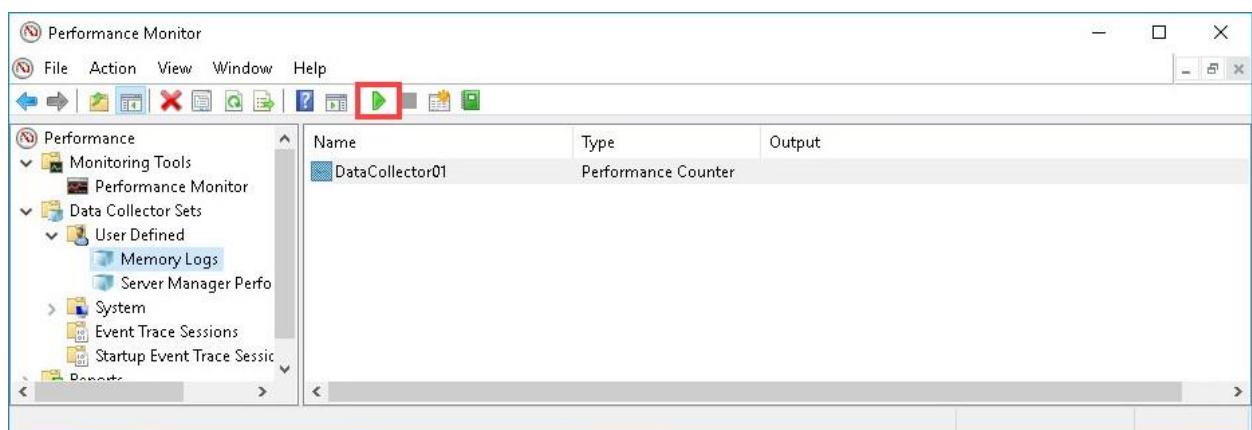 Performance Monitor
File Action View Window Help
Performance
Monitoring Tools
Performance Monitor
Data Collector Sets
User Defined
Memory Logs
Server Manager Perfo
System
Event Trace Sessions
Startup Event Trace Sessic
Reports
Name Type Output
DataCollector01 Performance Counter